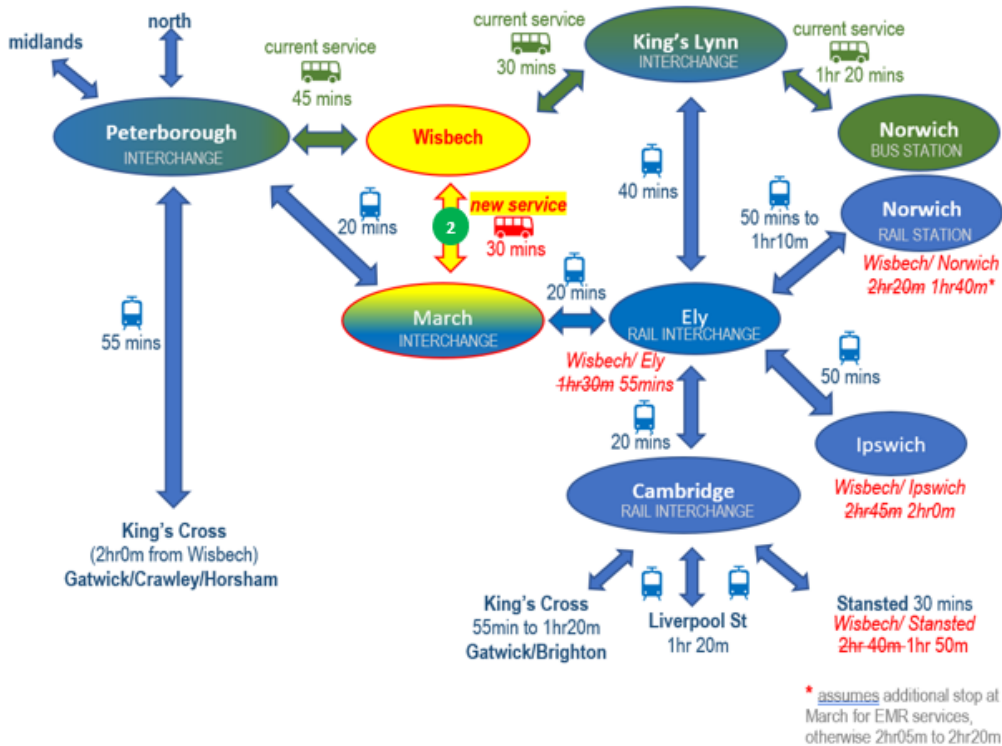 midlands
north
current service
45 mins
Peterborough
INTERCHANGE
Wisbech
current service
30 mins
King's Lynn
INTERCHANGE
current service
1hr 20 mins
Norwich
BUS STATION
Norwich
RAIL STATION
Wisbech/ Norwich
2hr20m 1hr40m*
20 mins
new service
2
30 mins
40 mins
50 mins to
1hr10m
55 mins
March
INTERCHANGE
20 mins
Ely
RAIL INTERCHANGE
Wisbech/ Ely
1hr30m 55mins
50 mins
20 mins
Ipswich
Wisbech/ Ipswich
2hr45m 2hr0m
Cambridge
RAIL INTERCHANGE
King's Cross
(2hr0m from Wisbech)
Gatwick/Crawley/Horsham
King's Cross
55min to 1hr20m
Gatwick/Brighton
Liverpool St
1hr 20m
Stansted 30 mins
Wisbech/ Stansted
2hr 40m 1hr 50m
* assumes additional stop at
March for EMR services,
otherwise 2hr05m to 2hr20m